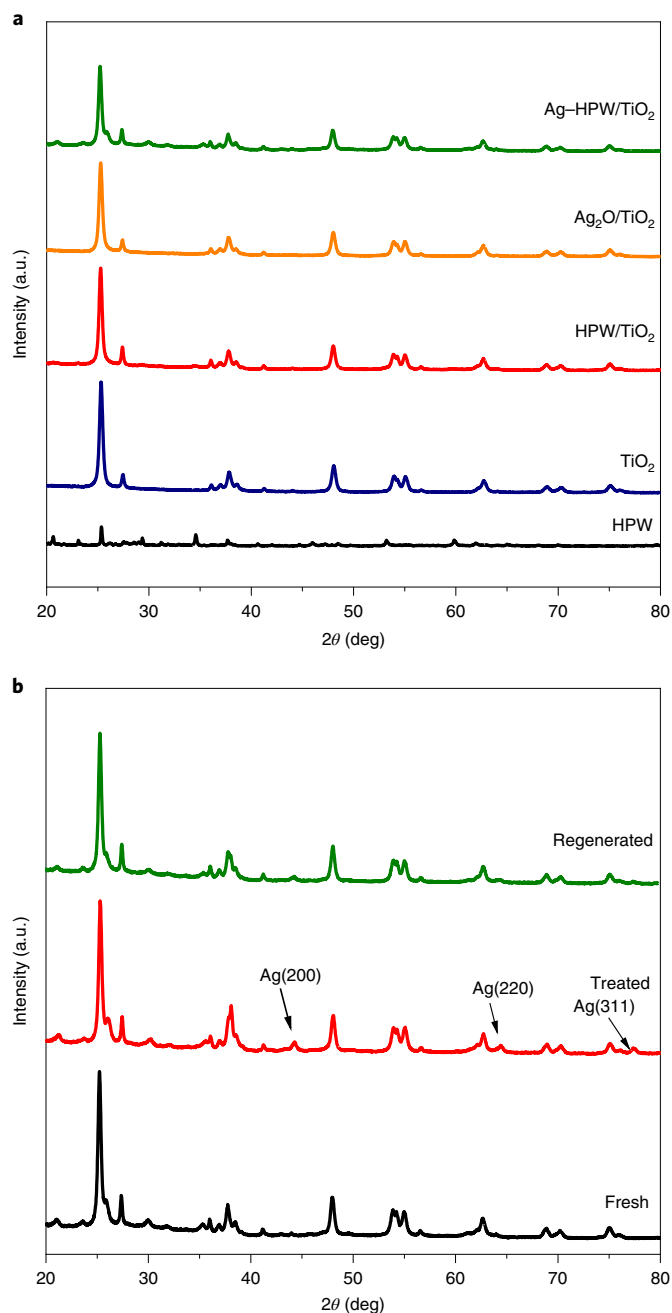 a
Ag–HPW/TiO₂
Ag₂O/TiO₂
HPW/TiO₂
TiO₂
HPW
Intensity (a.u.)
20 30 40 50 60 70 80
2θ (deg)
b
Regenerated
Ag(200)
Ag(220)
Treated
Ag(311)
Fresh
Intensity (a.u.)
20 30 40 50 60 70 80
2θ (deg)